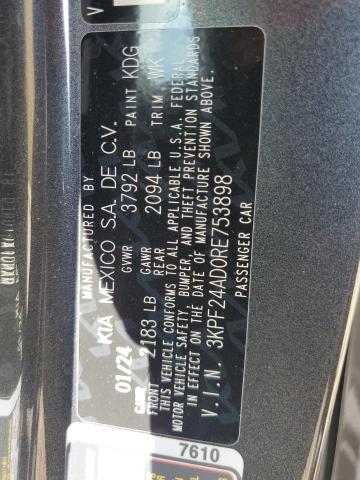 MANUFACTURED BY
KIA MEXICO S.A. DE C.V.
01/24 GVWR 3792 LB PAINT KDG
GAWR FRONT 2183 LB GAWR REAR 2094 LB TRIM WK
THIS VEHICLE CONFORMS TO ALL APPLICABLE U.S.A. FEDERAL
MOTOR VEHICLE SAFETY, BUMPER, AND THEFT PREVENTION STANDARDS
IN EFFECT ON THE DATE OF MANUFACTURE SHOWN ABOVE.
V.I.N. 3KPF24AD0RE753898
PASSENGER CAR
7610
V